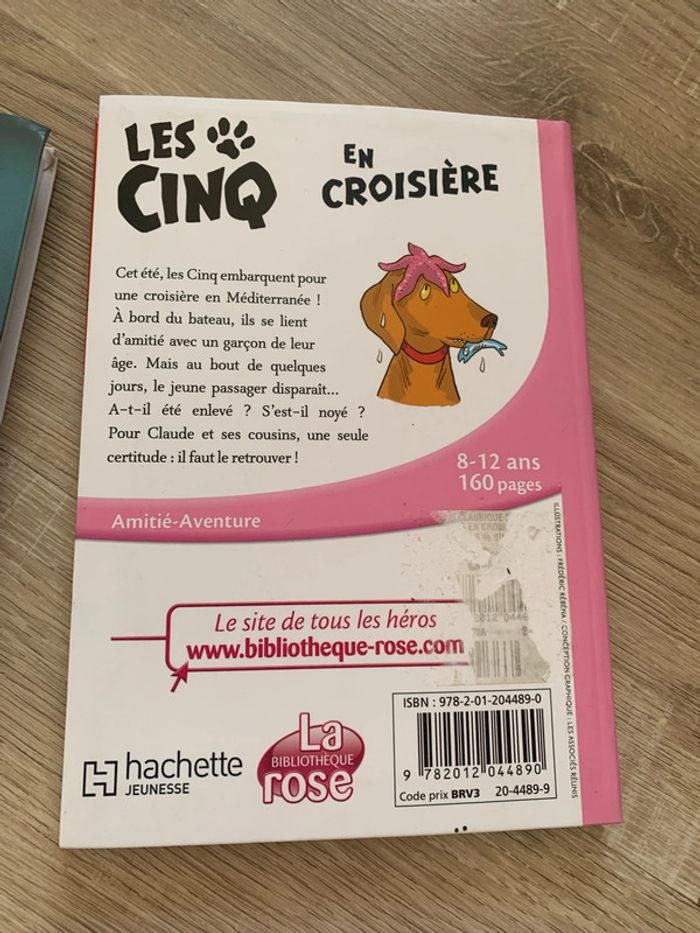 LES
CINQ
EN
CROISIÈRE
Cet été, les Cinq embarquent pour
une croisière en Méditerranée !
À bord du bateau, ils se lient
d'amitié avec un garçon de leur
âge. Mais au bout de quelques
jours, le jeune passager disparaît...
A-t-il été enlevé ? S'est-il noyé ?
Pour Claude et ses cousins, une seule
certitude : il faut le retrouver !
8-12 ans
160 pages
Amitié-Aventure
CLASSIQUE
EN CROIS
2012 0446
Le site de tous les héros
www.bibliotheque-rose.com
ILLUSTRATIONS : FRÉDÉRIC RÉBÉNA / CONCEPTION GRAPHIQUE : LES ASSOCIÉS RÉUNIS
hachette
JEUNESSE
La
BIBLIOTHÈQUE
rose
ISBN : 978-2-01-204489-0
9 782012 044890
Code prix BRV3 20-4489-9